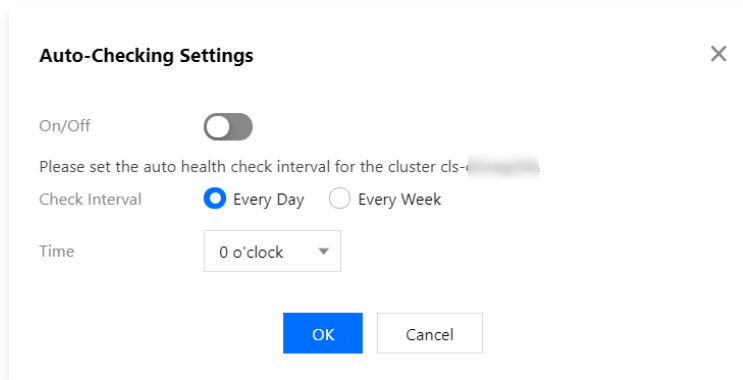 Auto-Checking Settings
On/Off
Please set the auto health check interval for the cluster cls-
Check Interval Every Day Every Week
Time 0 o'clock
OK Cancel